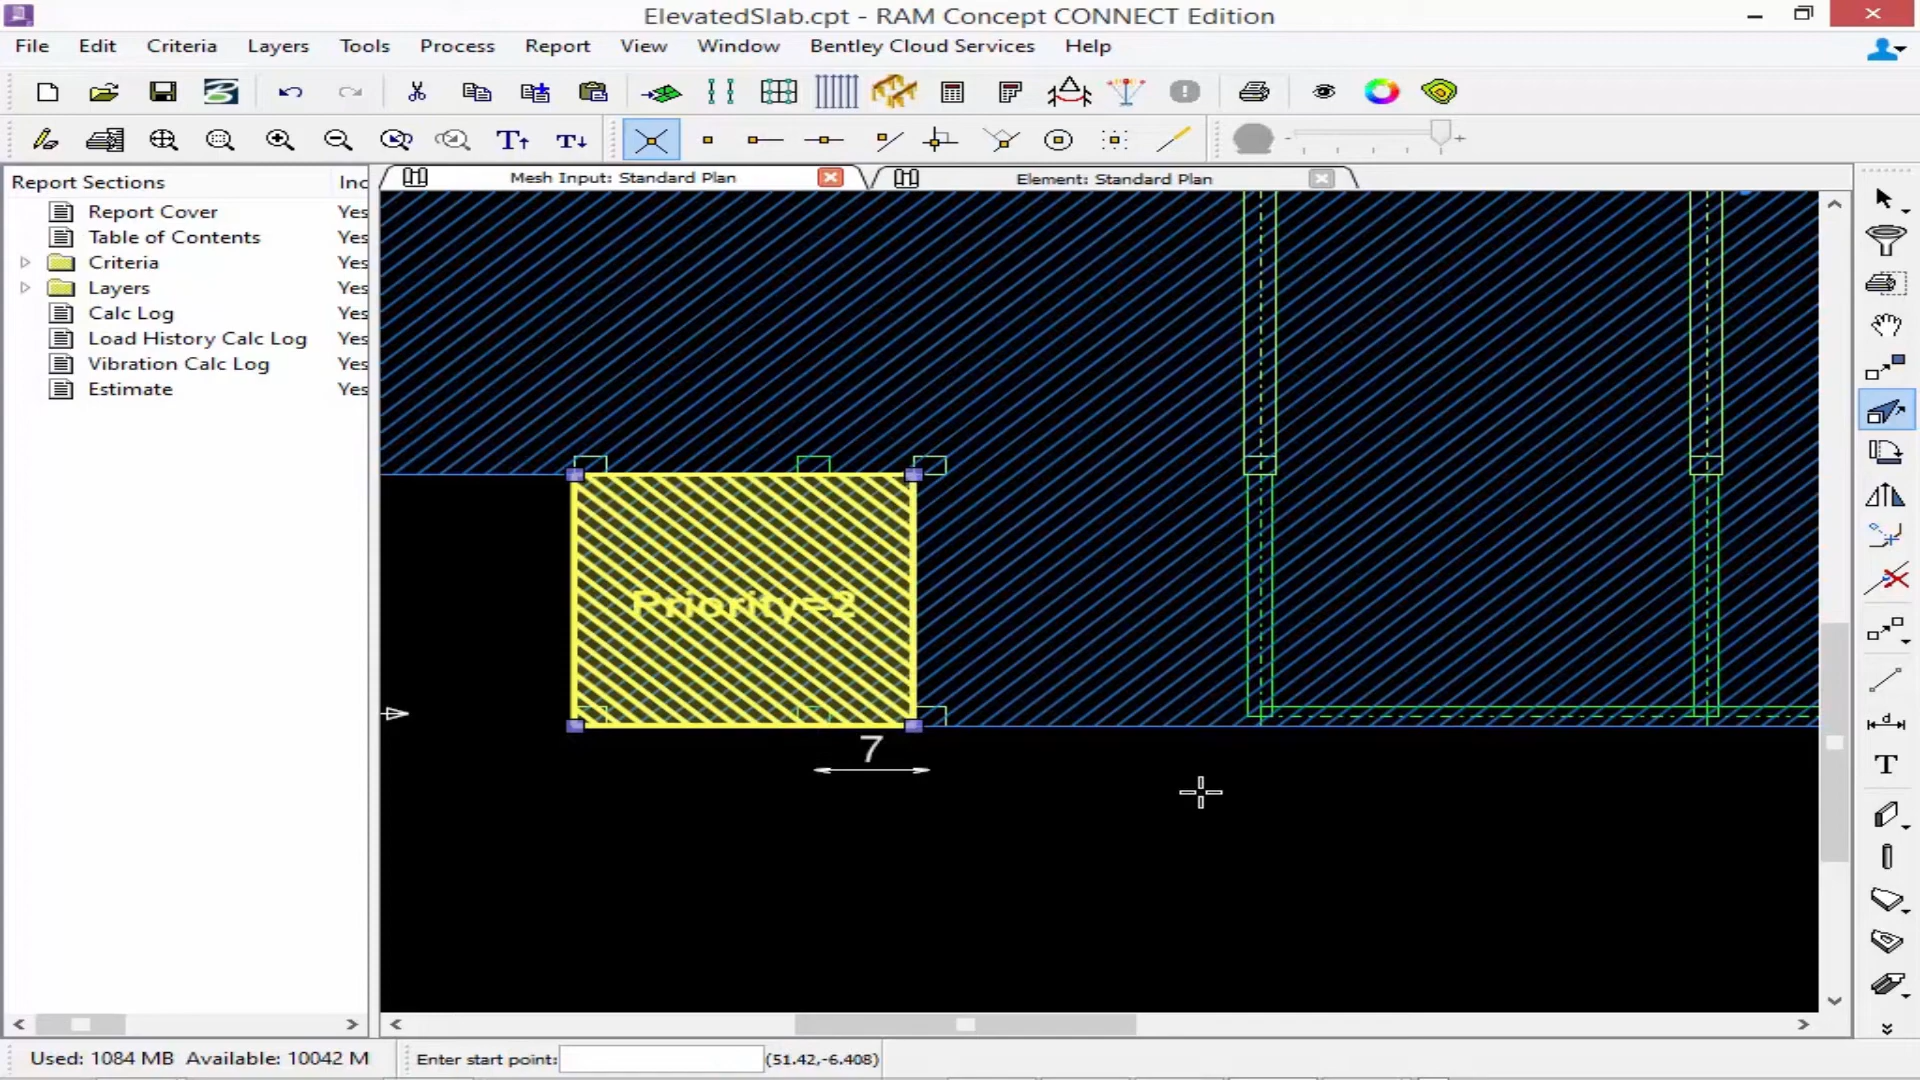 ElevatedSlab.cpt - RAM Concept CONNECT Edition
File Edit Criteria Layers Tools Process Report View Window Bentley Cloud Services Help
Report Sections Inc
Mesh Input: Standard Plan
Element: Standard Plan
Report Cover Yes
Table of Contents Yes
Criteria Yes
Layers Yes
Calc Log Yes
Load History Calc Log Yes
Vibration Calc Log Yes
Estimate Yes
Priority=2
7
Used: 1084 MB Available: 10042 M
Enter start point: (51.42,-6.408)